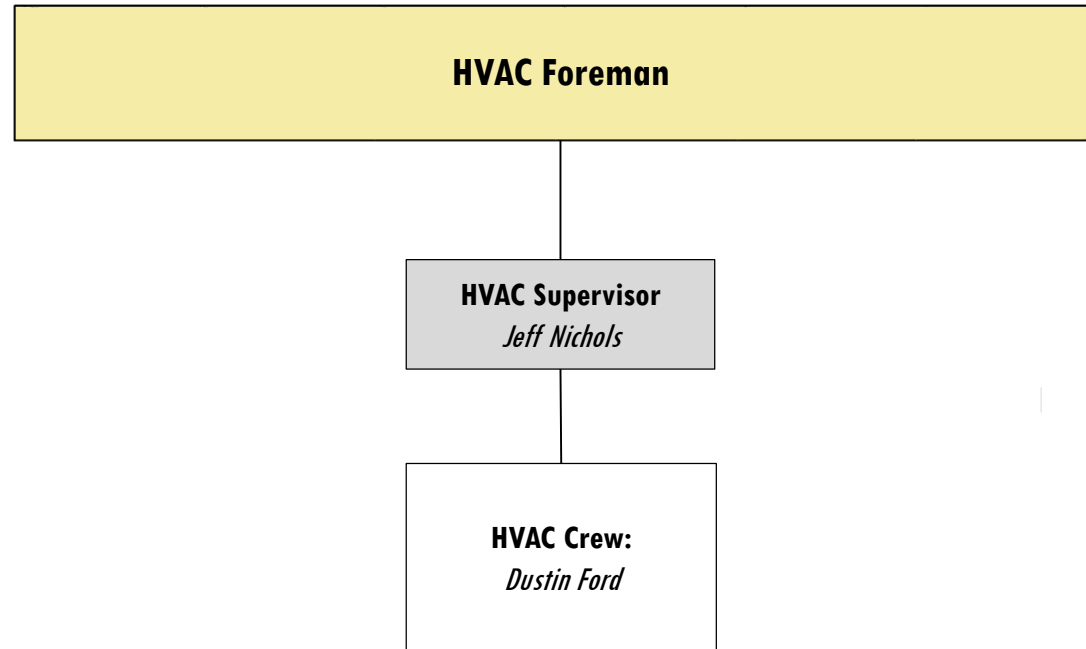 HVAC Foreman
HVAC Supervisor
Jeff Nichols
HVAC Crew:
Dustin Ford